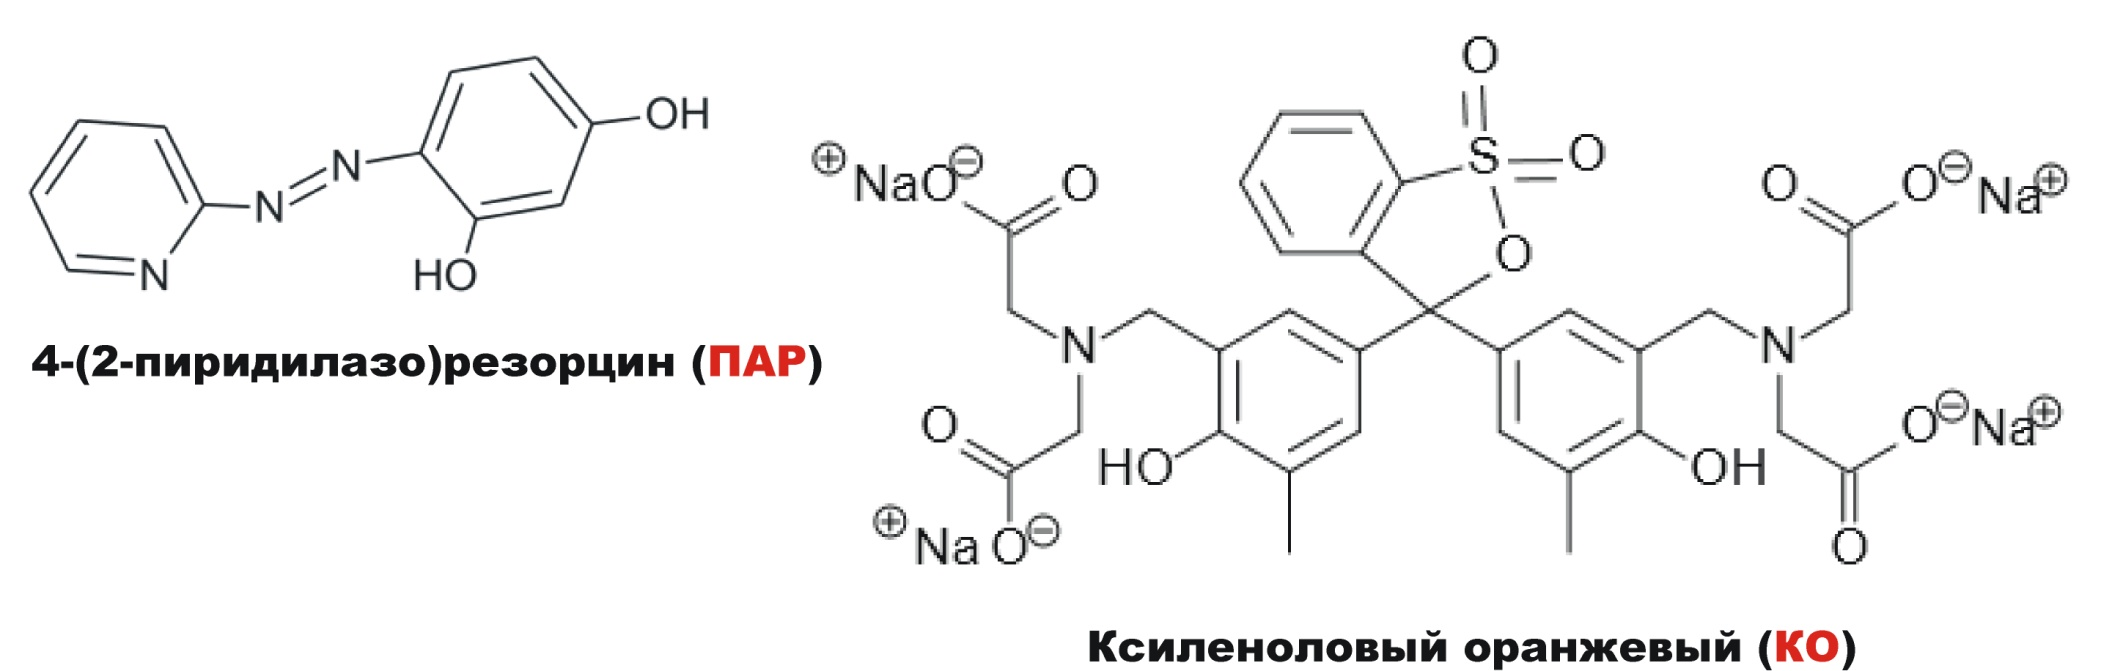 N
N
N
OH
HO
4-(2-пиридилазо)резорцин (ПАР)
O
S
O
O
⊕ NaO⊖
O
O
O⊖ Na⊕
N
N
O
HO
OH
O⊖ Na⊕
⊕ Na O⊖
O
Ксиленоловый оранжевый (КО)